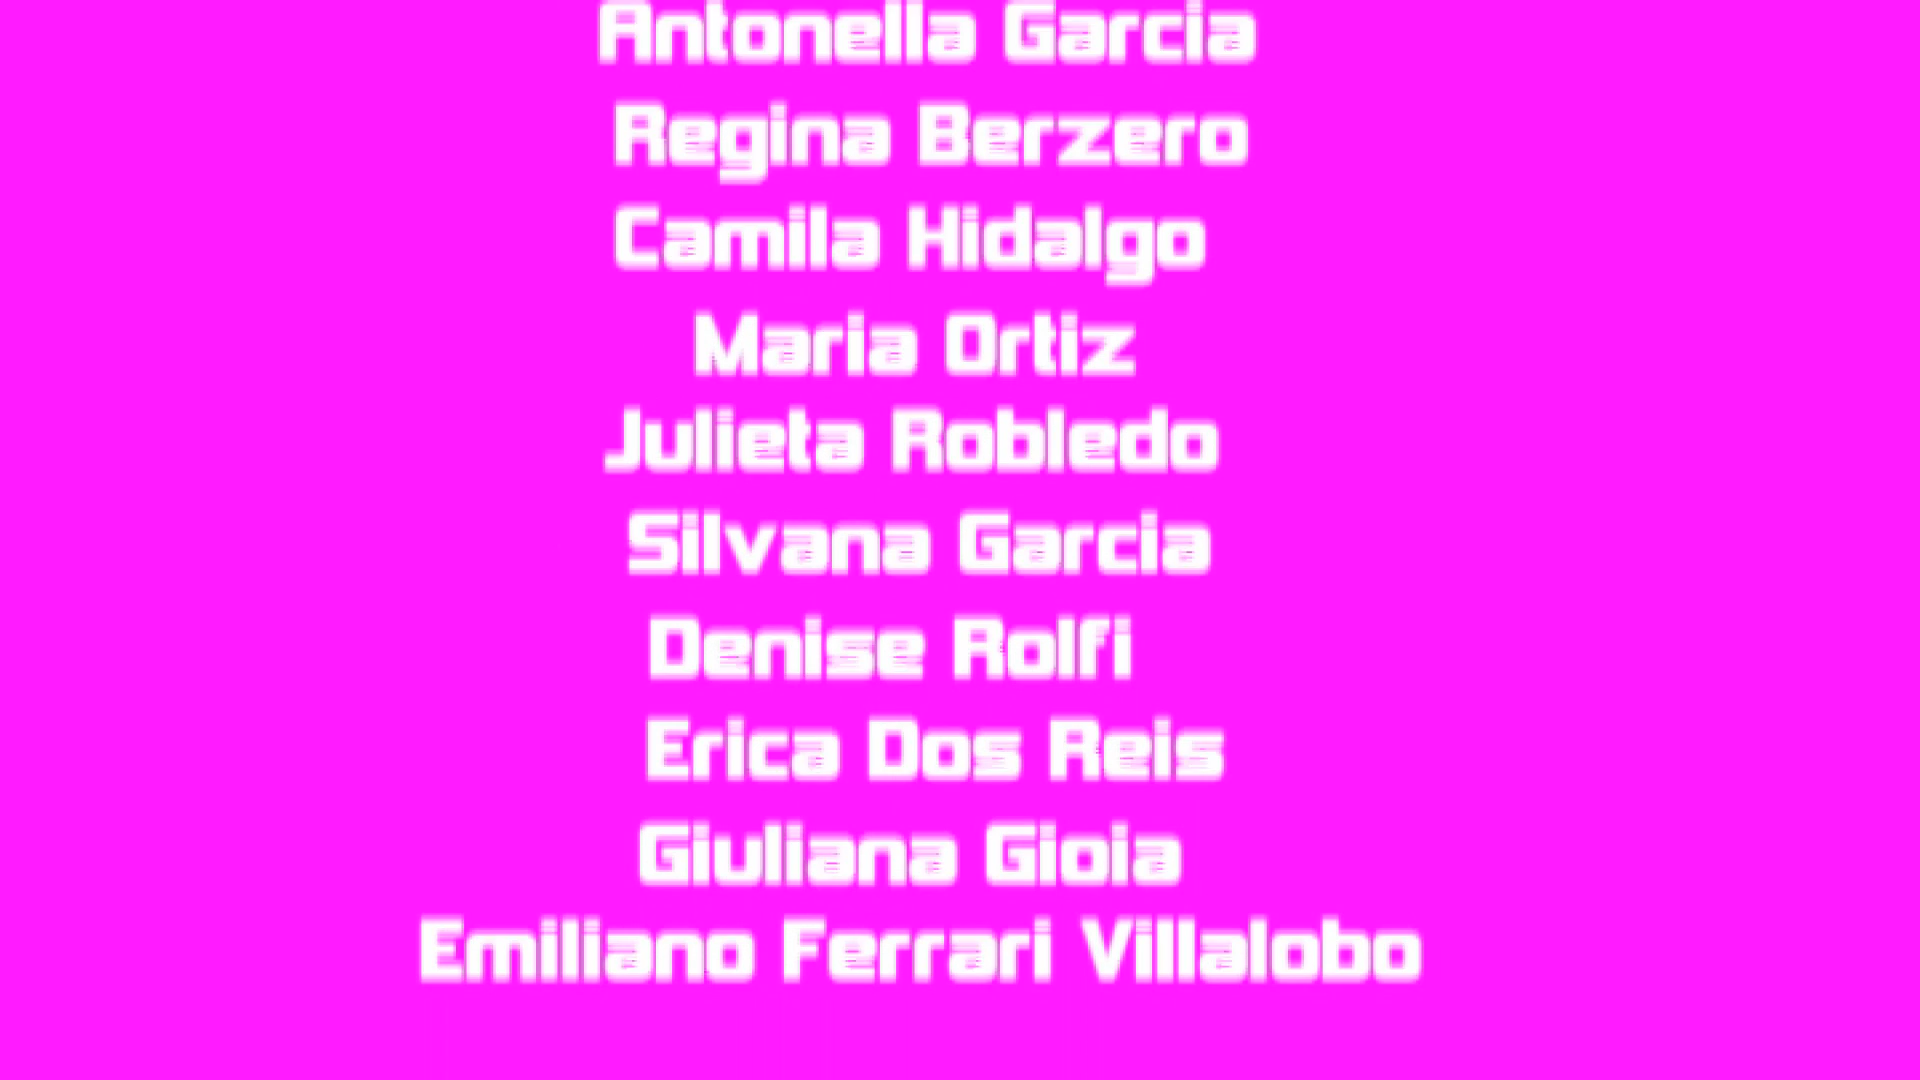 Antonella Garcia
Regina Berzero
Camila Hidalgo
Maria Ortiz
Julieta Robledo
Silvana Garcia
Denise Rolfi
Erica Dos Reis
Giuliana Gioia
Emiliano Ferrari Villalobo